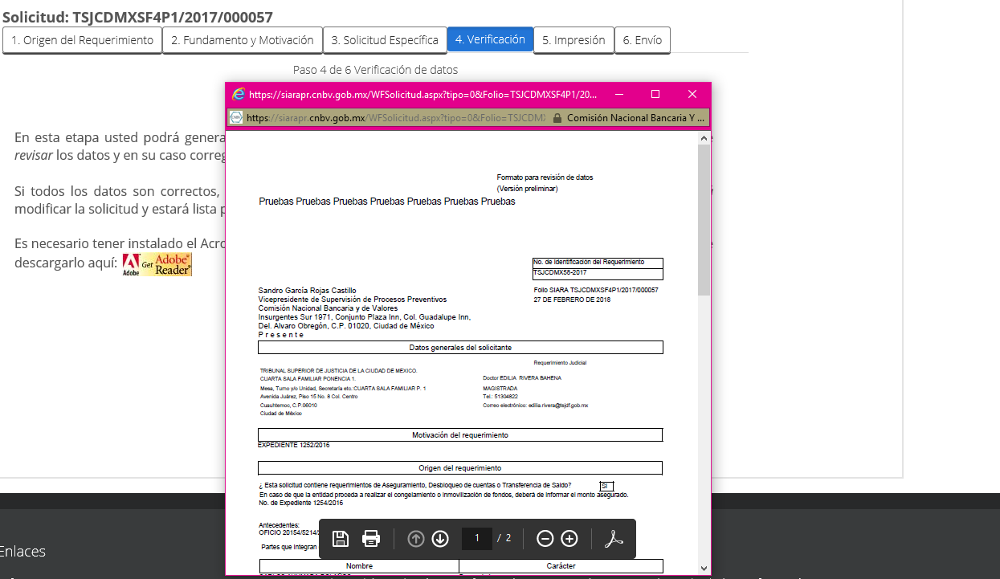 Solicitud: TSJCDMXSF4P1/2017/000057
1. Origen del Requerimiento
2. Fundamento y Motivación
3. Solicitud Específica
4. Verificación
5. Impresión
6. Envío
Paso 4 de 6 Verificación de datos
En esta etapa usted podrá genera
revisar los datos y en su caso correg
Si todos los datos son correctos,
modificar la solicitud y estará lista p
Es necesario tener instalado el Acro
descargarlo aquí:
Adobe
Get Adobe®
Reader®
https://siarapr.cnbv.gob.mx/WFSolicitud.aspx?tipo=0&Folio=TSJCDMXSF4P1/20...
https://siarapr.cnbv.gob.mx/WFSolicitud.aspx?tipo=0&Folio=TSJCDM
Comisión Nacional Bancaria Y ...
Formato para revisión de datos
(Versión preliminar)
Pruebas Pruebas Pruebas Pruebas Pruebas Pruebas Pruebas
No. de Identificación del Requerimiento
TSJCDMX58-2017
Folio SIARA TSJCDMXSF4P1/2017/000057
27 DE FEBRERO DE 2018
Sandro García Rojas Castillo
Vicepresidente de Supervisión de Procesos Preventivos
Comisión Nacional Bancaria y de Valores
Insurgentes Sur 1971, Conjunto Plaza Inn, Col. Guadalupe Inn,
Del. Alvaro Obregón, C.P. 01020, Ciudad de México
P r e s e n t e
Datos generales del solicitante
Requerimiento Judicial
TRIBUNAL SUPERIOR DE JUSTICIA DE LA CIUDAD DE MEXICO.
CUARTA SALA FAMILIAR PONENCIA 1.
Mesa, Turno y/o Unidad, Secretaría etc.:CUARTA SALA FAMILIAR P. 1
Avenida Juárez, Piso 15 No. 8 Col. Centro
Cuauhtemoc, C.P.06010
Ciudad de México
Doctor EDILIA RIVERA BAHENA
MAGISTRADA
Tel.: 51304822
Correo electrónico: edilia.rivera@tsjdf.gob.mx
Motivación del requerimiento
EXPEDIENTE 1252/2016
Origen del requerimiento
¿ Esta solicitud contiene requerimientos de Aseguramiento, Desbloqueo de cuentas o Transferencia de Saldo?
SI
En caso de que la entidad proceda a realizar el congelamiento o inmovilización de fondos, deberá de informar el monto asegurado.
No. de Expediente 1254/2016
Antecedentes:
OFICIO 20154/5214/
Partes que integran
1 / 2
Nombre
Carácter
Enlaces